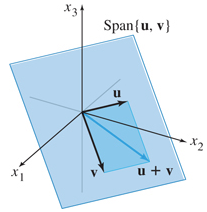 x₃
Span{u, v}
u
x₂
x₁
v
u + v